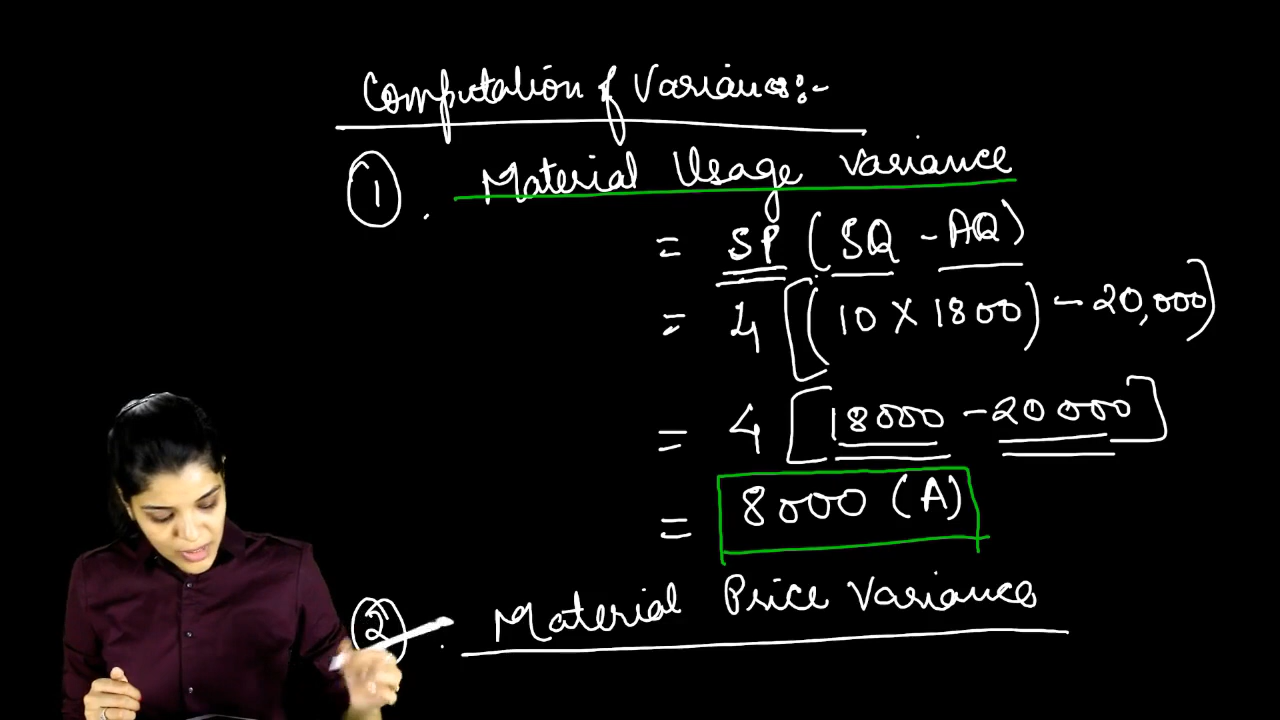 Computation of Variances:-
1. Material Usage Variance
= SP (SQ - AQ)
= 4 [(10 X 1800) - 20,000]
= 4 [18000 - 20000]
= 8000 (A)
2. Material Price Variance